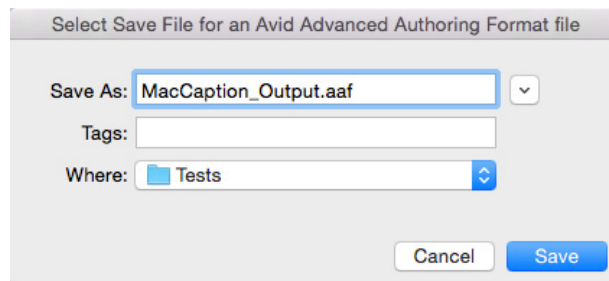 Select Save File for an Avid Advanced Authoring Format file
Save As: MacCaption_Output.aaf
Tags:
Where: Tests
Cancel Save